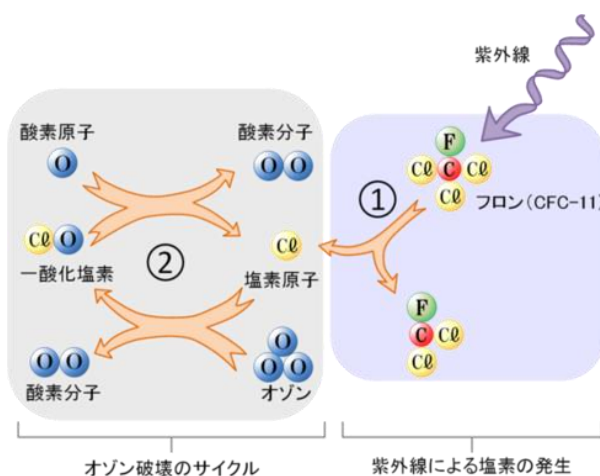 紫外線
酸素原子
酸素分子
O
O O
F
Cℓ C Cℓ
Cℓ
①
フロン(CFC-11)
Cℓ O
②
Cℓ
一酸化塩素
塩素原子
F
C Cℓ
Cℓ
O O
O
O O
酸素分子
オゾン
オゾン破壊のサイクル
紫外線による塩素の発生